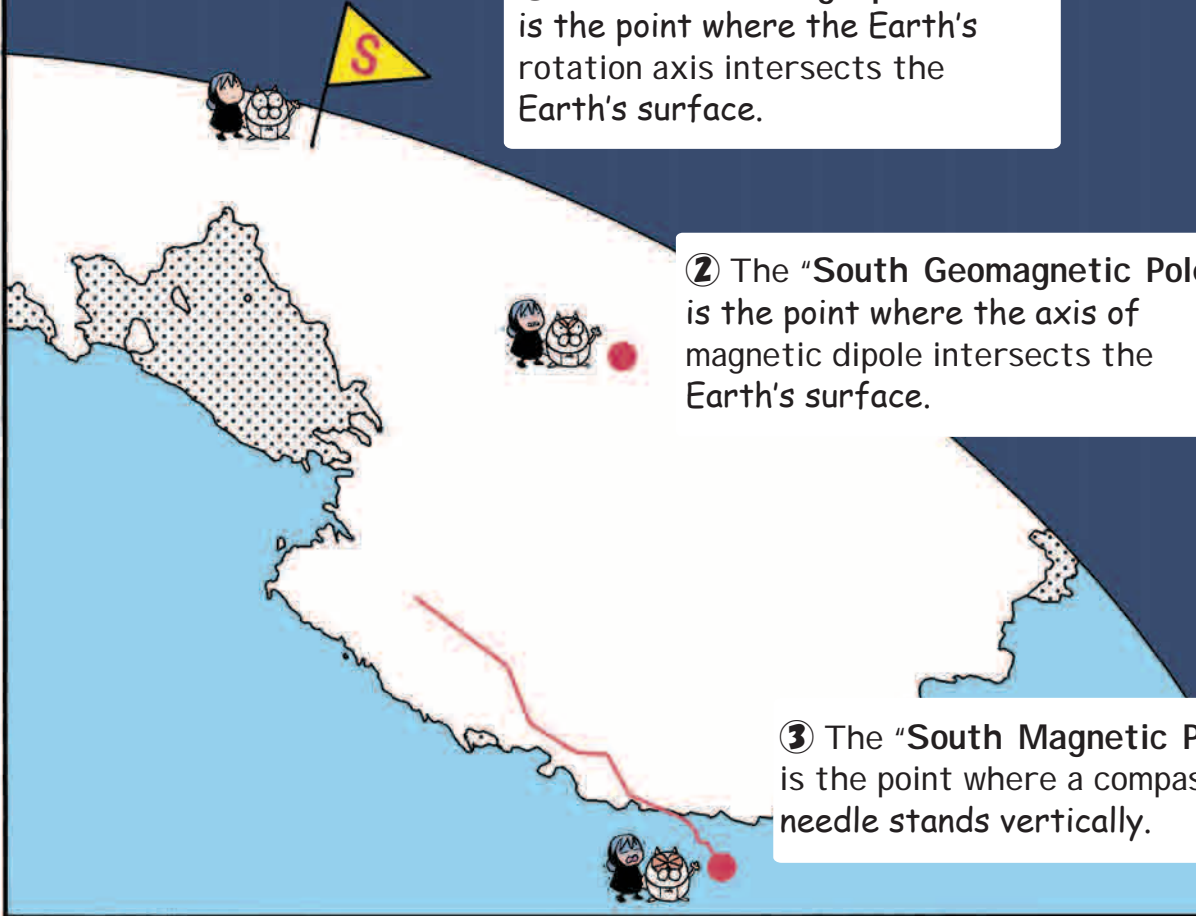 S
is the point where the Earth's
rotation axis intersects the
Earth's surface.
② The "South Geomagnetic Pole
is the point where the axis of
magnetic dipole intersects the
Earth's surface.
③ The "South Magnetic P
is the point where a compas
needle stands vertically.